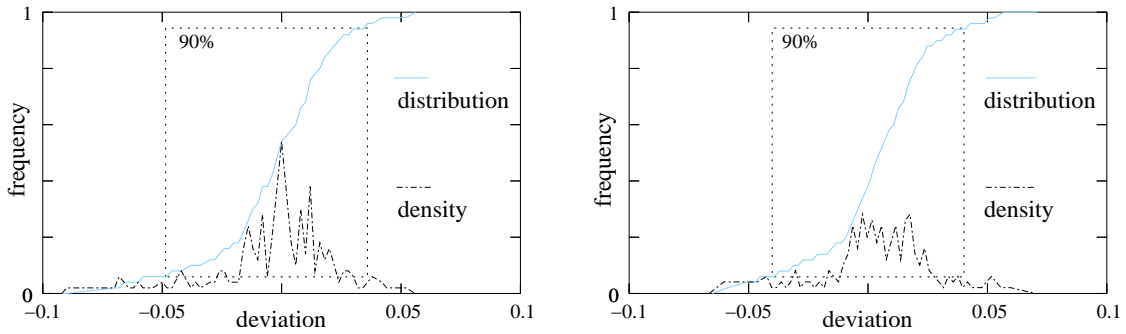 1
90%
distribution
frequency
density
0
−0.1
−0.05
0
0.05
0.1
deviation
1
90%
distribution
frequency
density
0
−0.1
−0.05
0
0.05
0.1
deviation